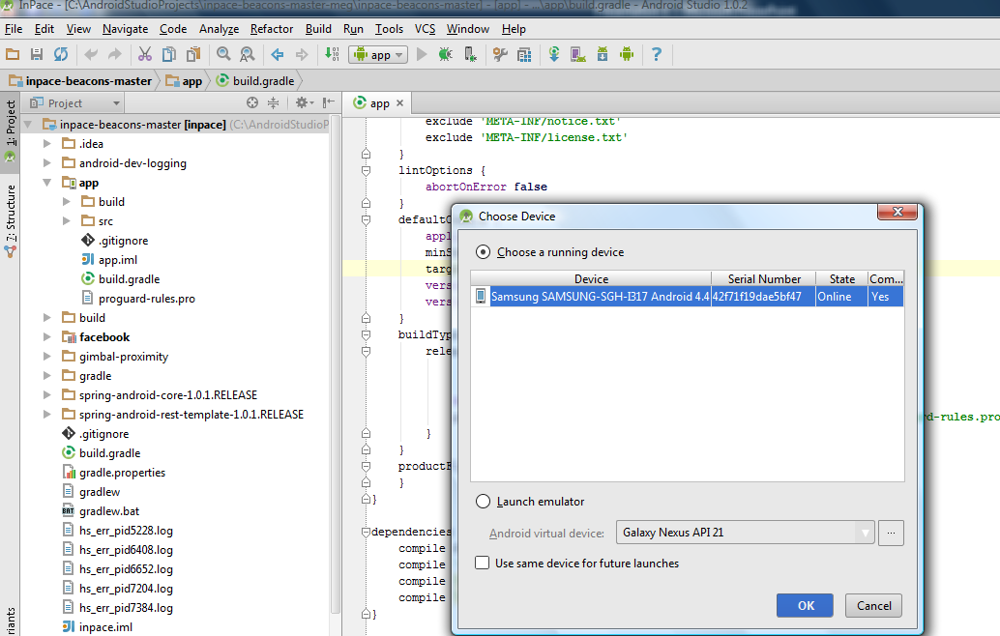 InPace - [C:\AndroidStudioProjects\inpace-beacons-master-meg\inpace-beacons-master] - [app] - ...\app\build.gradle - Android Studio 1.0.2
File Edit View Navigate Code Analyze Refactor Build Run Tools VCS Window Help
app
inpace-beacons-master app build.gradle
1: Project
7: Structure
riants
Project
inpace-beacons-master [inpace] (C:\AndroidStudioP
.idea
android-dev-logging
app
build
src
.gitignore
app.iml
build.gradle
proguard-rules.pro
build
facebook
gimbal-proximity
gradle
spring-android-core-1.0.1.RELEASE
spring-android-rest-template-1.0.1.RELEASE
.gitignore
build.gradle
gradle.properties
gradlew
gradlew.bat
hs_err_pid5228.log
hs_err_pid6408.log
hs_err_pid6652.log
hs_err_pid7204.log
hs_err_pid7384.log
inpace.iml
app
exclude 'META-INF/notice.txt'
exclude 'META-INF/license.txt'
}
lintOptions {
abortOnError false
}
default
appl
minS
targ
vers
vers
}
buildTyp
rele
rd-rules.pro
}
}
productF
}
}
dependencies
compile
compile
compile
compile
}
Choose Device
Choose a running device
Device Serial Number State Com...
Samsung SAMSUNG-SGH-I317 Android 4.4 42f71f19dae5bf47 Online Yes
Launch emulator
Android virtual device: Galaxy Nexus API 21 ...
Use same device for future launches
OK Cancel